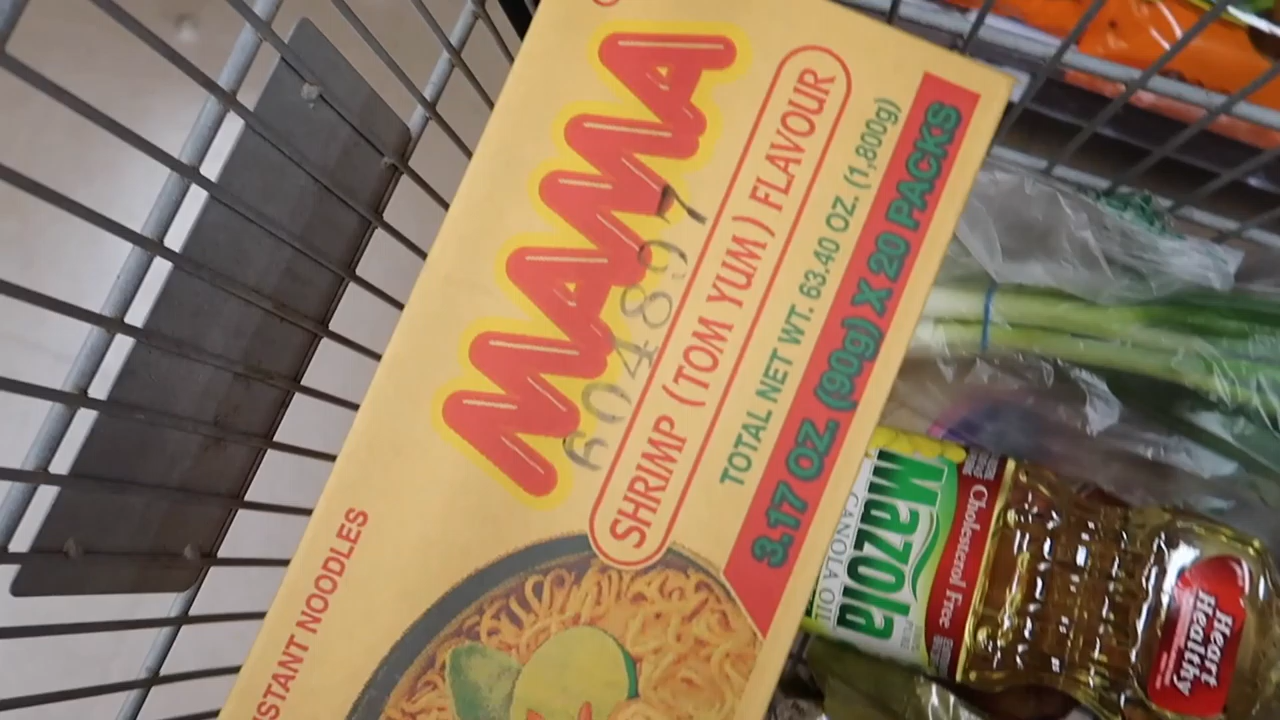 MAMA
6048897
SHRIMP (TOM YUM) FLAVOUR
TOTAL NET WT. 63.40 OZ. (1,800g)
3.17 OZ. (90g) X 20 PACKS
INSTANT NOODLES
Mazola
CANOLA OIL
Cholesterol Free
Heart
Healthy